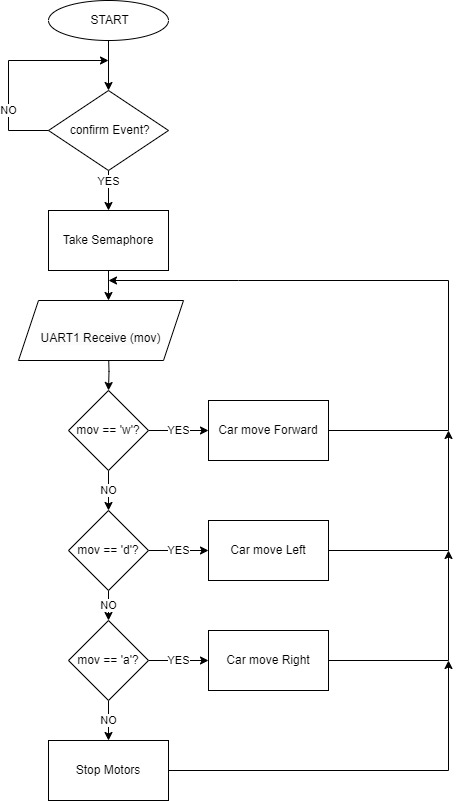 START
NO
confirm Event?
YES
Take Semaphore
UART1 Receive (mov)
mov == 'w'?
YES
Car move Forward
NO
mov == 'd'?
YES
Car move Left
NO
mov == 'a'?
YES
Car move Right
NO
Stop Motors